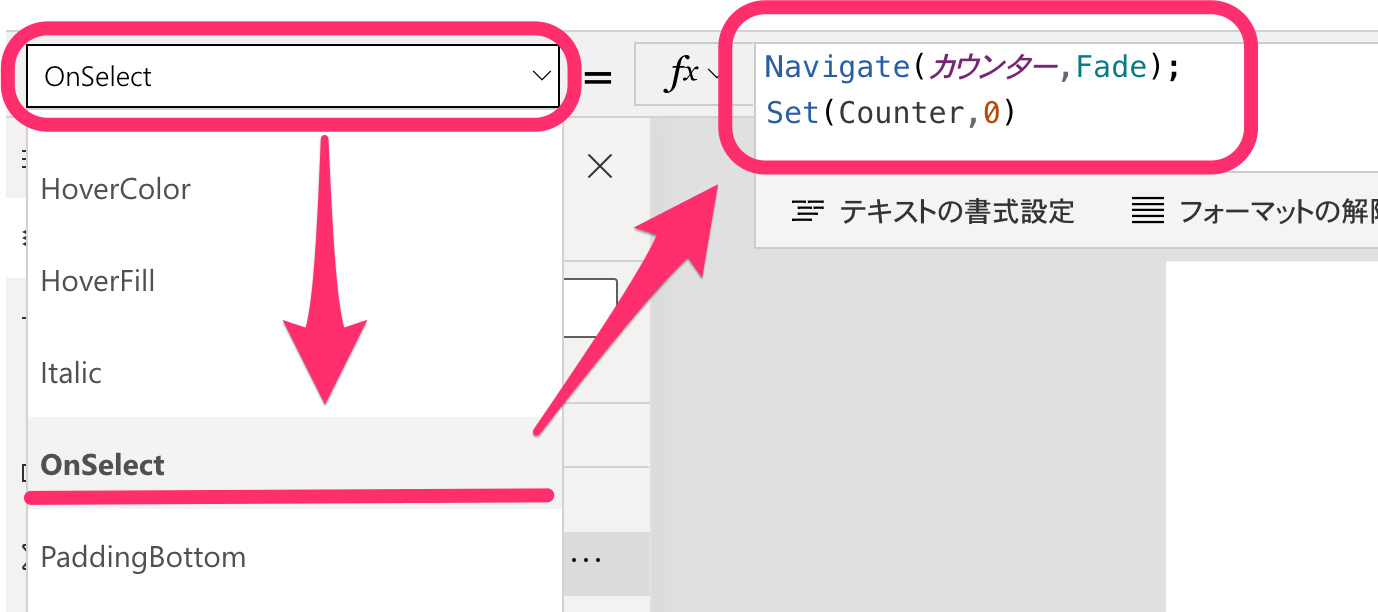 OnSelect
=
fx
Navigate(カウンター,Fade);
Set(Counter,0)
テキストの書式設定
フォーマットの解
HoverColor
HoverFill
Italic
OnSelect
PaddingBottom
...